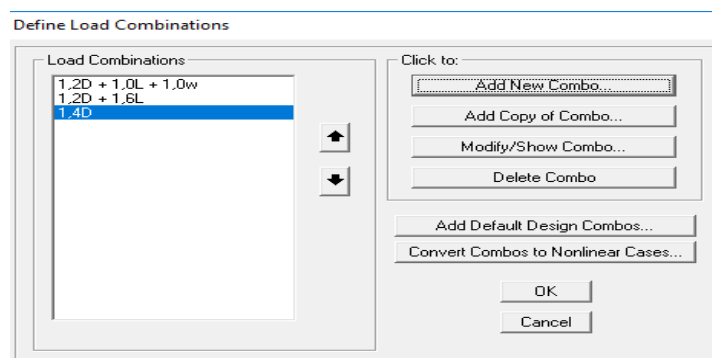 Define Load Combinations
Load Combinations
1,2D + 1,0L + 1,0w
1,2D + 1,6L
1,4D
Click to:
Add New Combo...
Add Copy of Combo...
Modify/Show Combo...
Delete Combo
Add Default Design Combos...
Convert Combos to Nonlinear Cases...
OK
Cancel